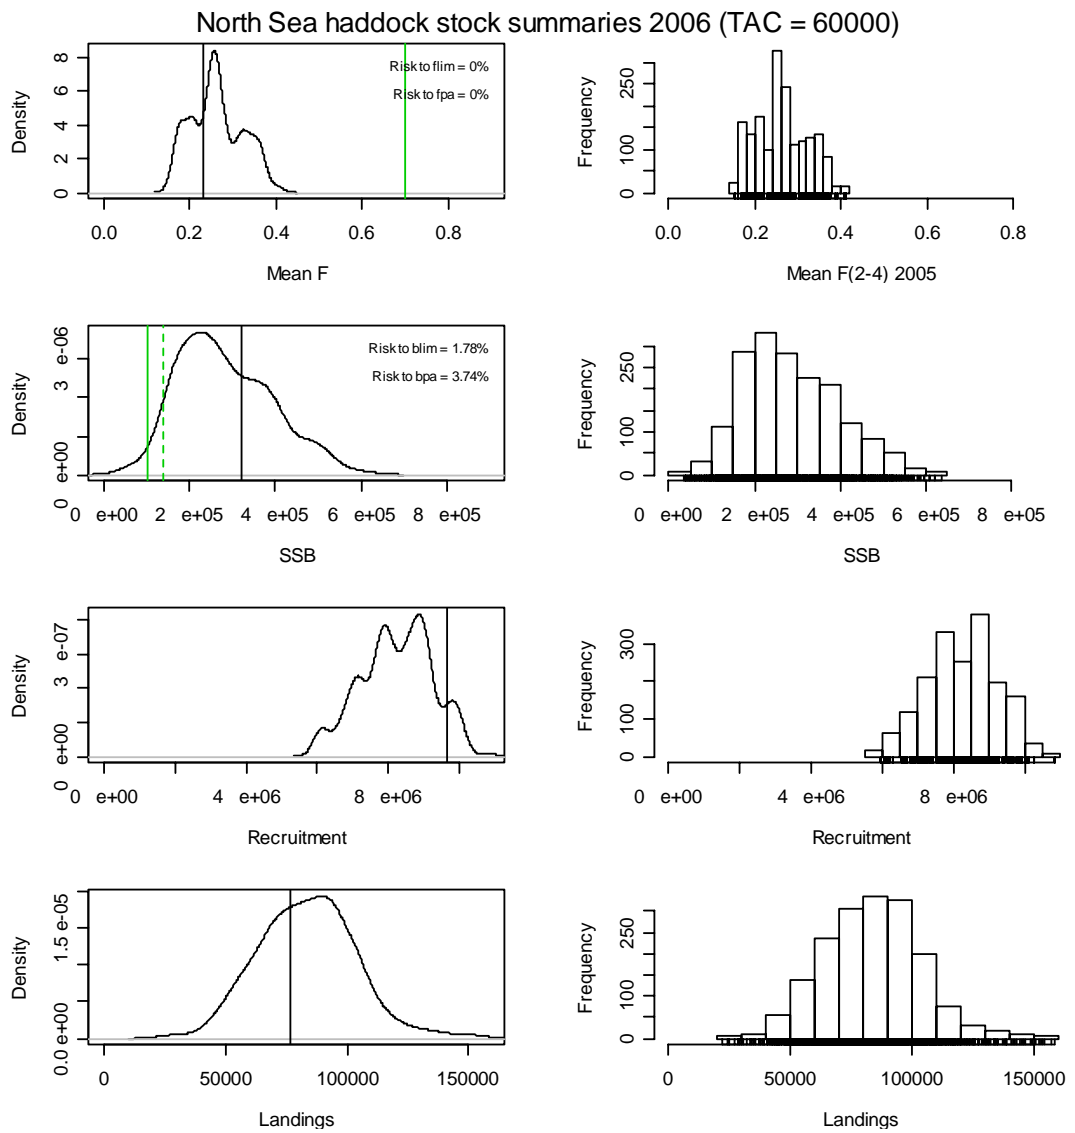 North Sea haddock stock summaries 2006 (TAC = 60000)
Density
0 2 4 6 8
Risk to flim = 0%
Risk to fpa = 0%
0.0 0.2 0.4 0.6 0.8
Mean F
Frequency
0 100 250
0.0 0.2 0.4 0.6 0.8
Mean F(2-4) 2005
Density
0 e+00 3 e-06
Risk to blim = 1.78%
Risk to bpa = 3.74%
0 e+00 2 e+05 4 e+05 6 e+05 8 e+05
SSB
Frequency
0 100 250
0 e+00 2 e+05 4 e+05 6 e+05 8 e+05
SSB
Density
0 e+00 3 e-07
0 e+00 4 e+06 8 e+06
Recruitment
Frequency
0 100 300
0 e+00 4 e+06 8 e+06
Recruitment
Density
0.0 e+00 1.5 e-05
0 50000 100000 150000
Landings
Frequency
0 100 250
0 50000 100000 150000
Landings